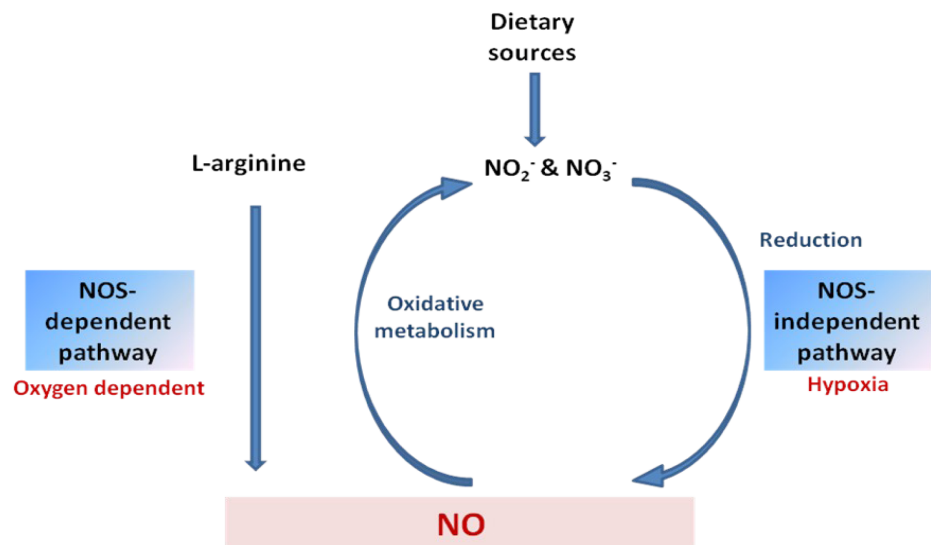 Dietary
sources
L-arginine
NO₂⁻ & NO₃⁻
Reduction
NOS-
dependent
pathway
Oxygen dependent
Oxidative
metabolism
NOS-
independent
pathway
Hypoxia
NO